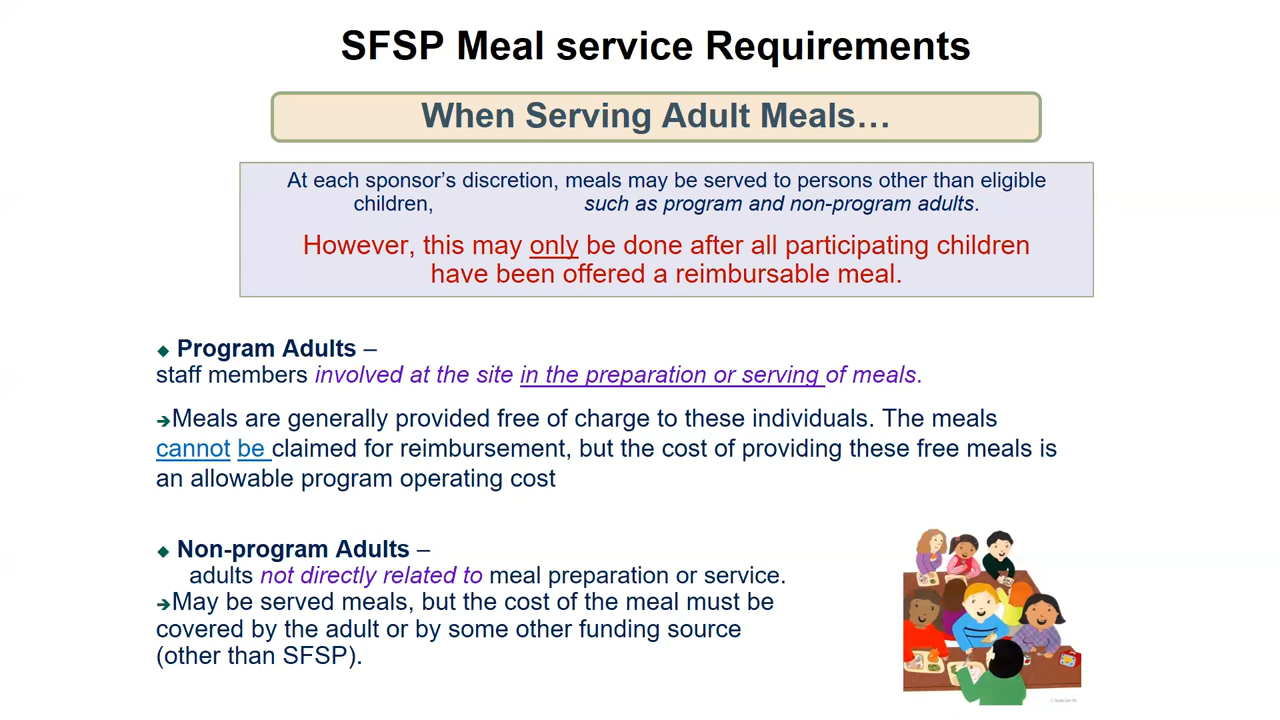 SFSP Meal service Requirements
When Serving Adult Meals…
At each sponsor’s discretion, meals may be served to persons other than eligible
children, such as program and non-program adults.
However, this may only be done after all participating children
have been offered a reimbursable meal.
◆ Program Adults –
staff members involved at the site in the preparation or serving of meals.
➔Meals are generally provided free of charge to these individuals. The meals
cannot be claimed for reimbursement, but the cost of providing these free meals is
an allowable program operating cost
◆ Non-program Adults –
adults not directly related to meal preparation or service.
➔May be served meals, but the cost of the meal must be
covered by the adult or by some other funding source
(other than SFSP).